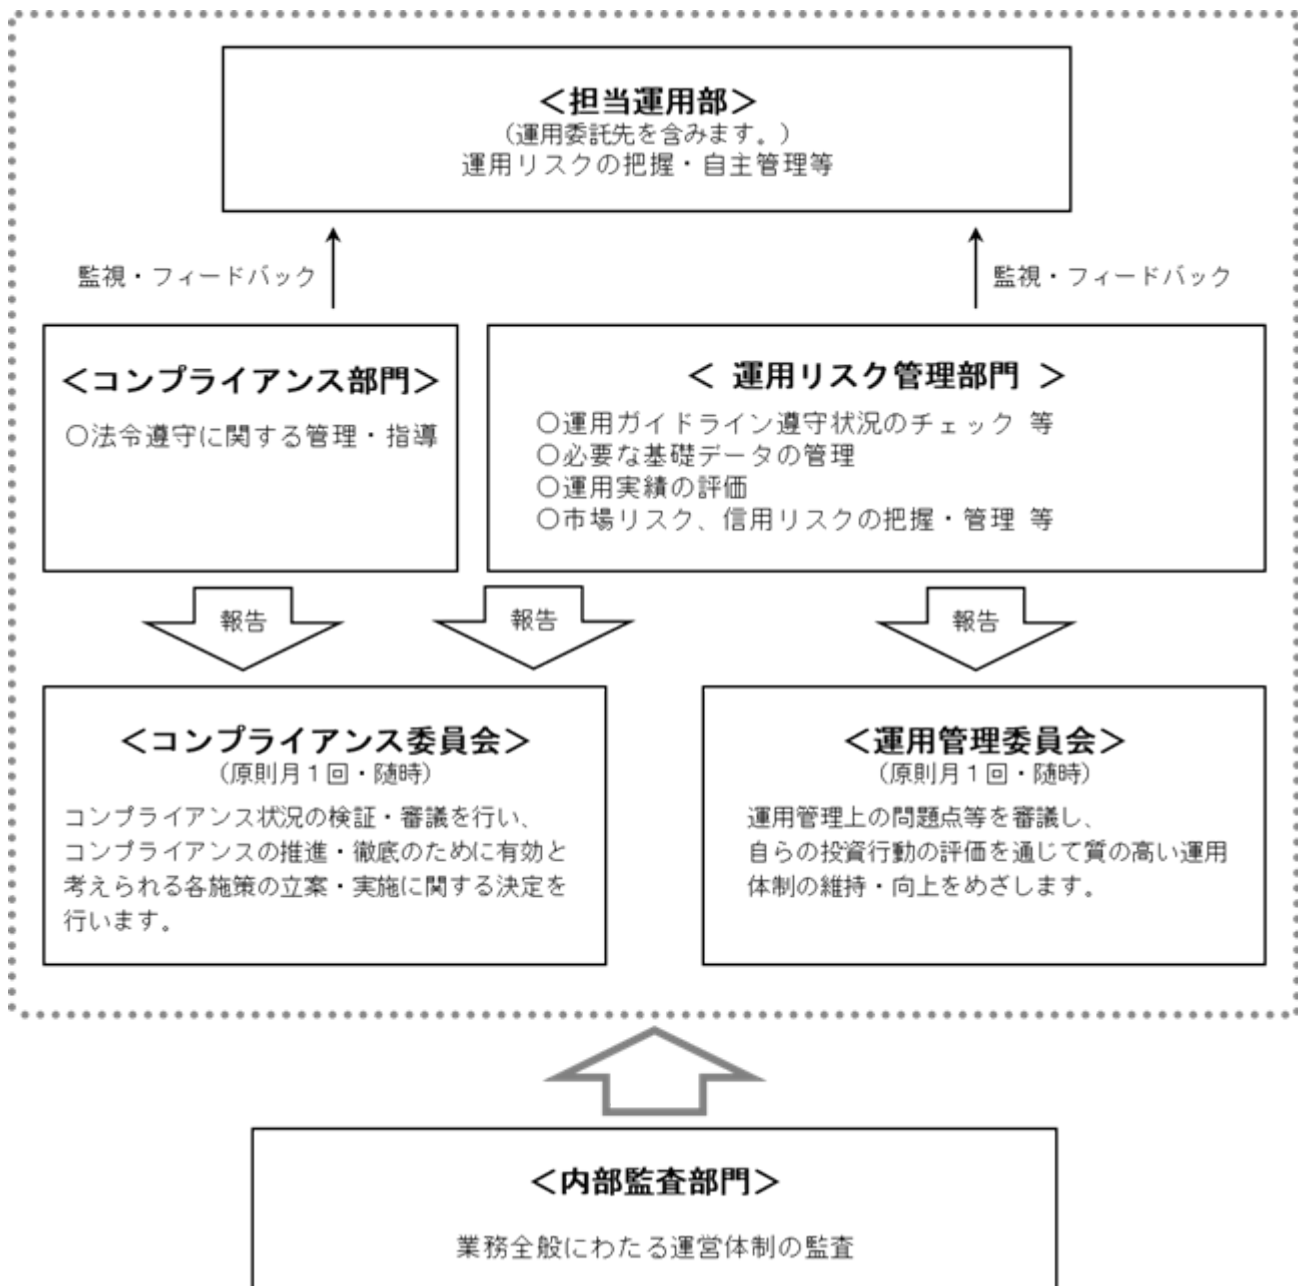 ＜担当運用部＞
（運用委託先を含みます。）
運用リスクの把握・自主管理等
監視・フィードバック
監視・フィードバック
＜コンプライアンス部門＞
○法令遵守に関する管理・指導
＜ 運用リスク管理部門 ＞
○運用ガイドライン遵守状況のチェック 等
○必要な基礎データの管理
○運用実績の評価
○市場リスク、信用リスクの把握・管理 等
報告
報告
報告
＜コンプライアンス委員会＞
（原則月１回・随時）
コンプライアンス状況の検証・審議を行い、
コンプライアンスの推進・徹底のために有効と
考えられる各施策の立案・実施に関する決定を
行います。
＜運用管理委員会＞
（原則月１回・随時）
運用管理上の問題点等を審議し、
自らの投資行動の評価を通じて質の高い運用
体制の維持・向上をめざします。
＜内部監査部門＞
業務全般にわたる運営体制の監査